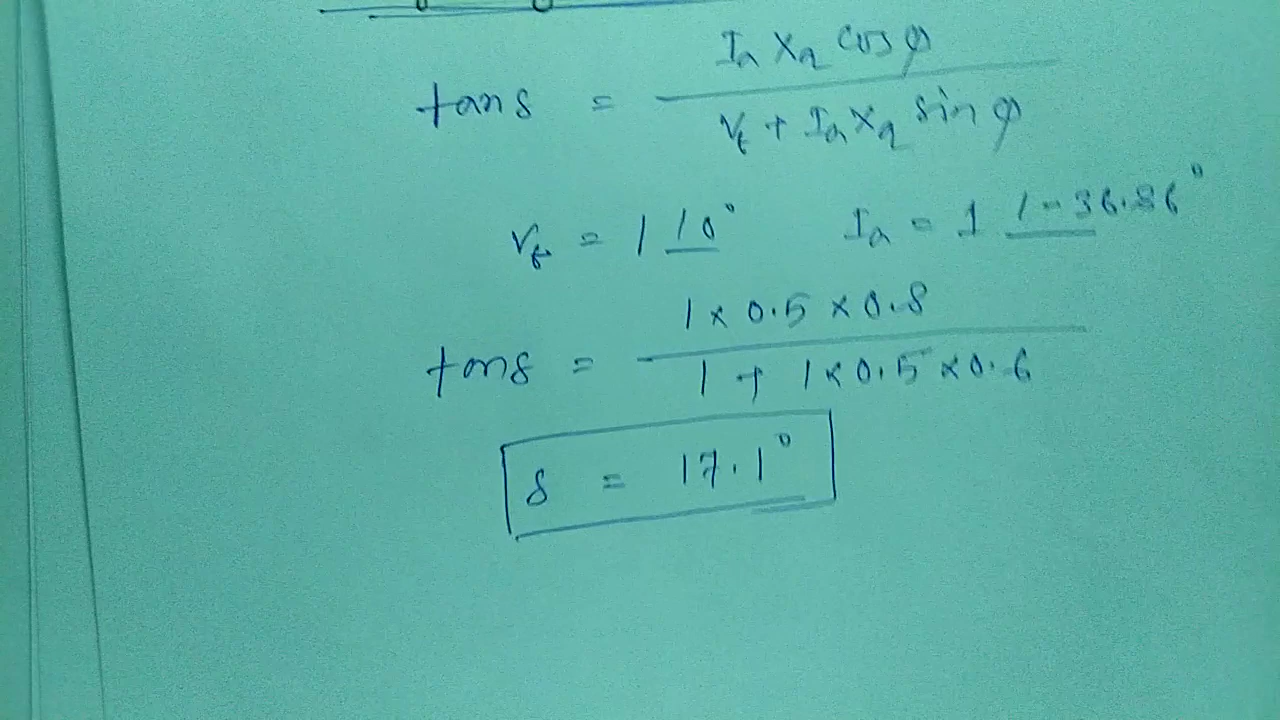 Ia Xq cos φ
tan δ = ―――――――――
Vt + Ia Xq sin φ
Vt = 1 ∠0° Ia = 1 ∠-36.86°
1 × 0.5 × 0.8
tan δ = ―――――――――
1 + 1 × 0.5 × 0.6
δ = 17.1°